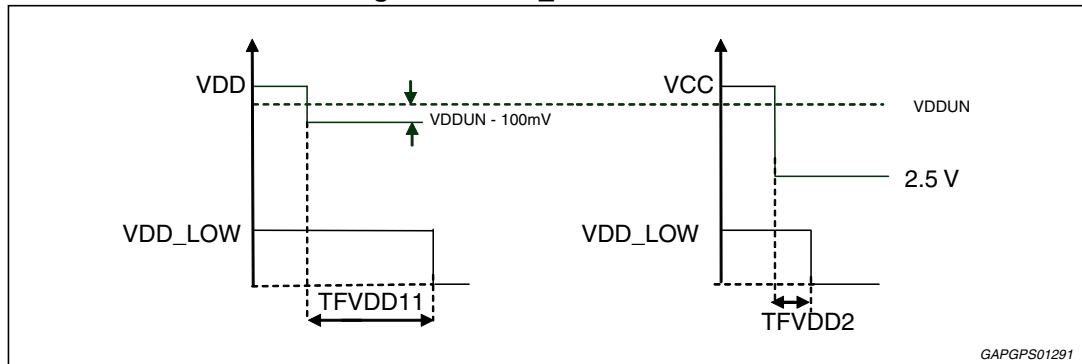 VDD
VDDUN - 100mV
VDD_LOW
TFVDD11
VCC
VDDUN
2.5 V
VDD_LOW
TFVDD2
GAPGPS01291